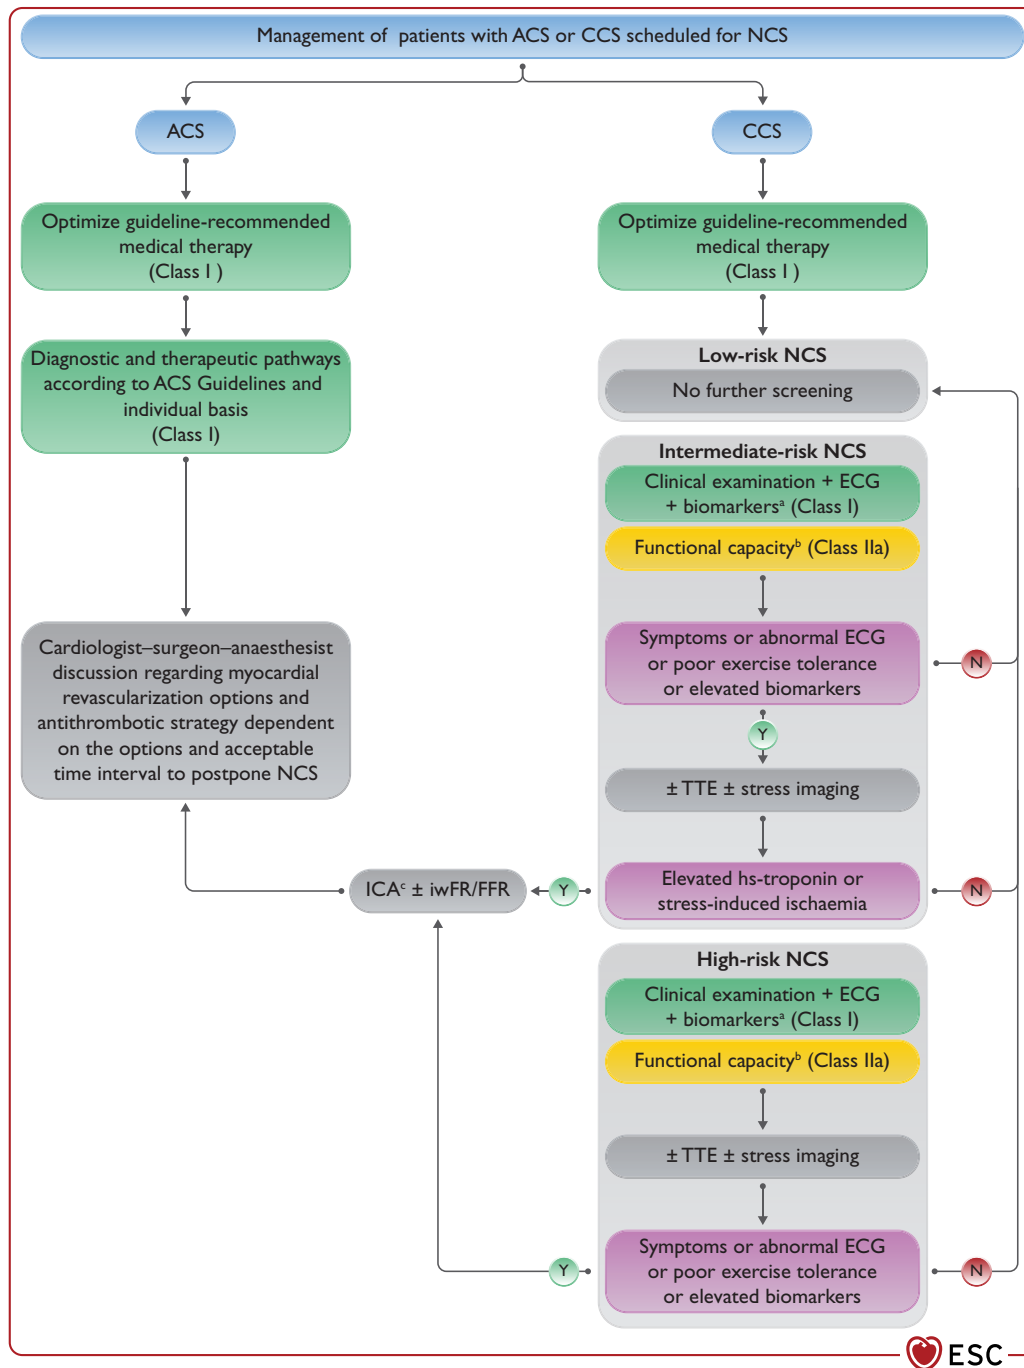 Management of patients with ACS or CCS scheduled for NCS
ACS
CCS
Optimize guideline-recommended
medical therapy
(Class I )
Optimize guideline-recommended
medical therapy
(Class I )
Diagnostic and therapeutic pathways
according to ACS Guidelines and
individual basis
(Class I)
Low-risk NCS
No further screening
Intermediate-risk NCS
Clinical examination + ECG
+ biomarkersᵃ (Class I)
Functional capacityᵇ (Class IIa)
Cardiologist–surgeon–anaesthesist
discussion regarding myocardial
revascularization options and
antithrombotic strategy dependent
on the options and acceptable
time interval to postpone NCS
Symptoms or abnormal ECG
or poor exercise tolerance
or elevated biomarkers
N
Y
± TTE ± stress imaging
ICAᶜ ± iwFR/FFR
Y
Elevated hs-troponin or
stress-induced ischaemia
N
High-risk NCS
Clinical examination + ECG
+ biomarkersᵃ (Class I)
Functional capacityᵇ (Class IIa)
± TTE ± stress imaging
Y
Symptoms or abnormal ECG
or poor exercise tolerance
or elevated biomarkers
N
ESC